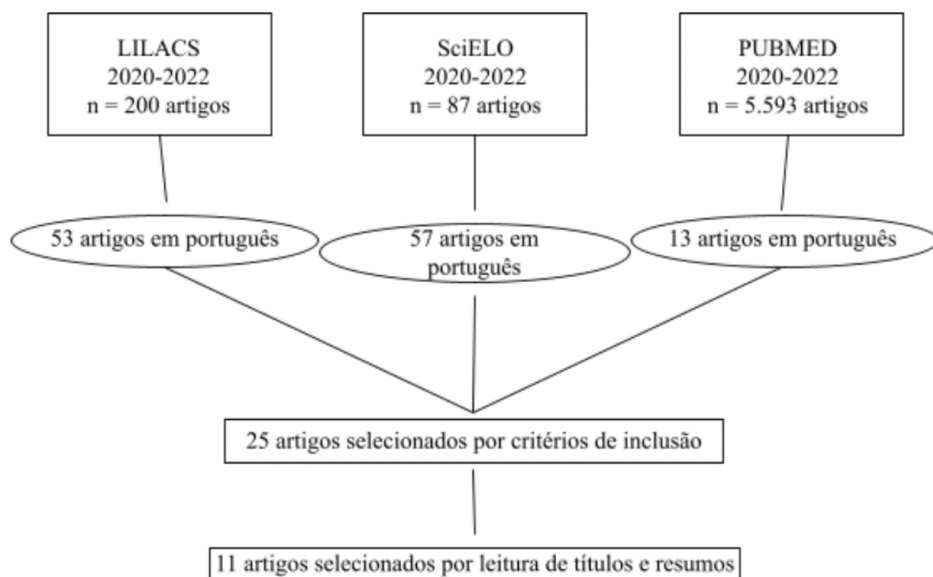 LILACS
2020-2022
n = 200 artigos
SciELO
2020-2022
n = 87 artigos
PUBMED
2020-2022
n = 5.593 artigos
53 artigos em português
57 artigos em
português
13 artigos em português
25 artigos selecionados por critérios de inclusão
11 artigos selecionados por leitura de títulos e resumos